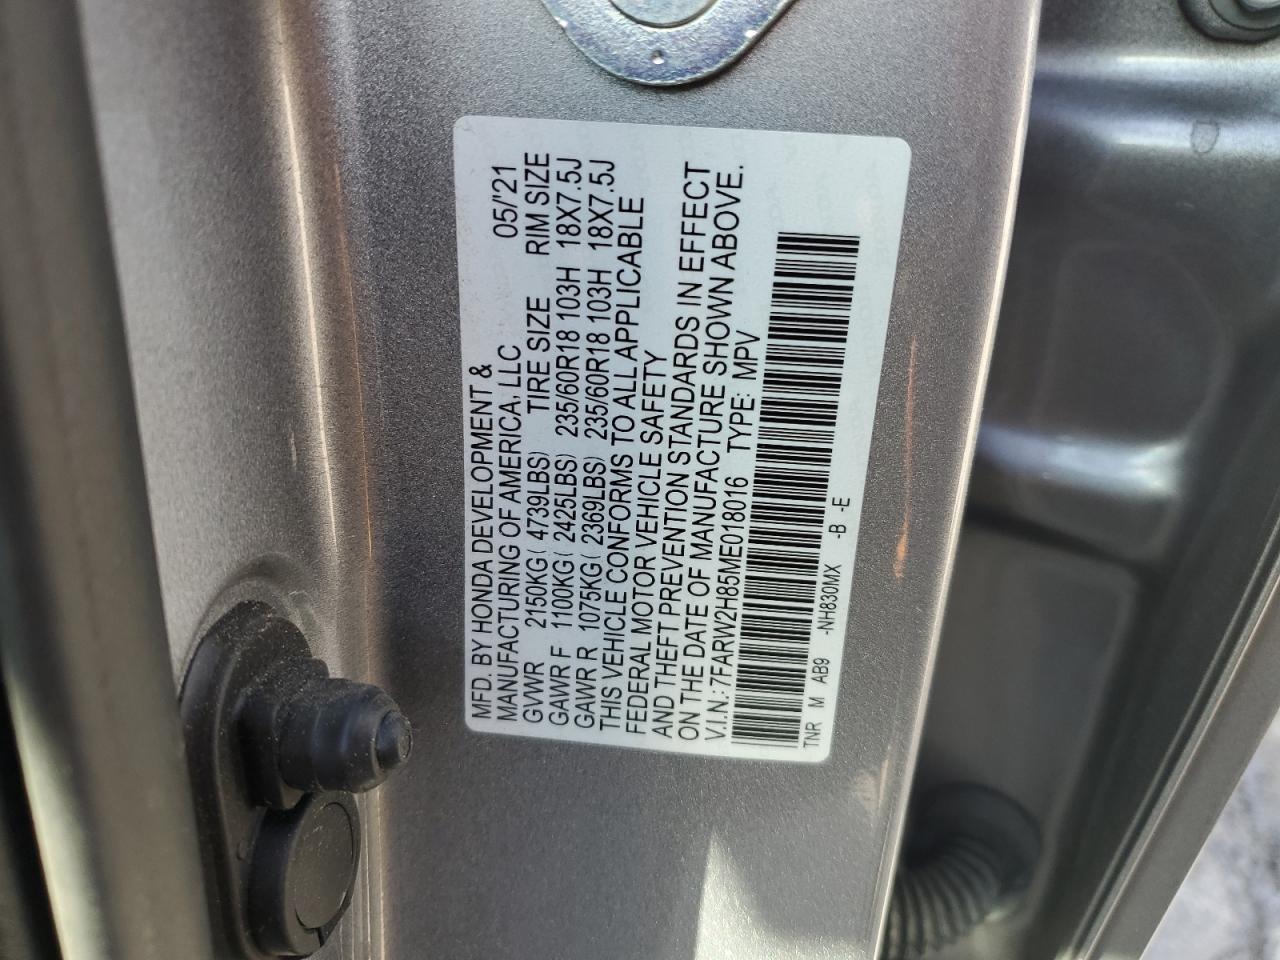 MFD. BY HONDA DEVELOPMENT &
MANUFACTURING OF AMERICA, LLC 05/'21
GVWR 2150KG( 4739LBS) TIRE SIZE RIM SIZE
GAWR F 1100KG( 2425LBS) 235/60R18 103H 18X7.5J
GAWR R 1075KG( 2369LBS) 235/60R18 103H 18X7.5J
THIS VEHICLE CONFORMS TO ALL APPLICABLE
FEDERAL MOTOR VEHICLE SAFETY
AND THEFT PREVENTION STANDARDS IN EFFECT
ON THE DATE OF MANUFACTURE SHOWN ABOVE.
V.I.N.: 7FARW2H85ME018016 TYPE: MPV
TNR M AB9 -NH830MX -B -E